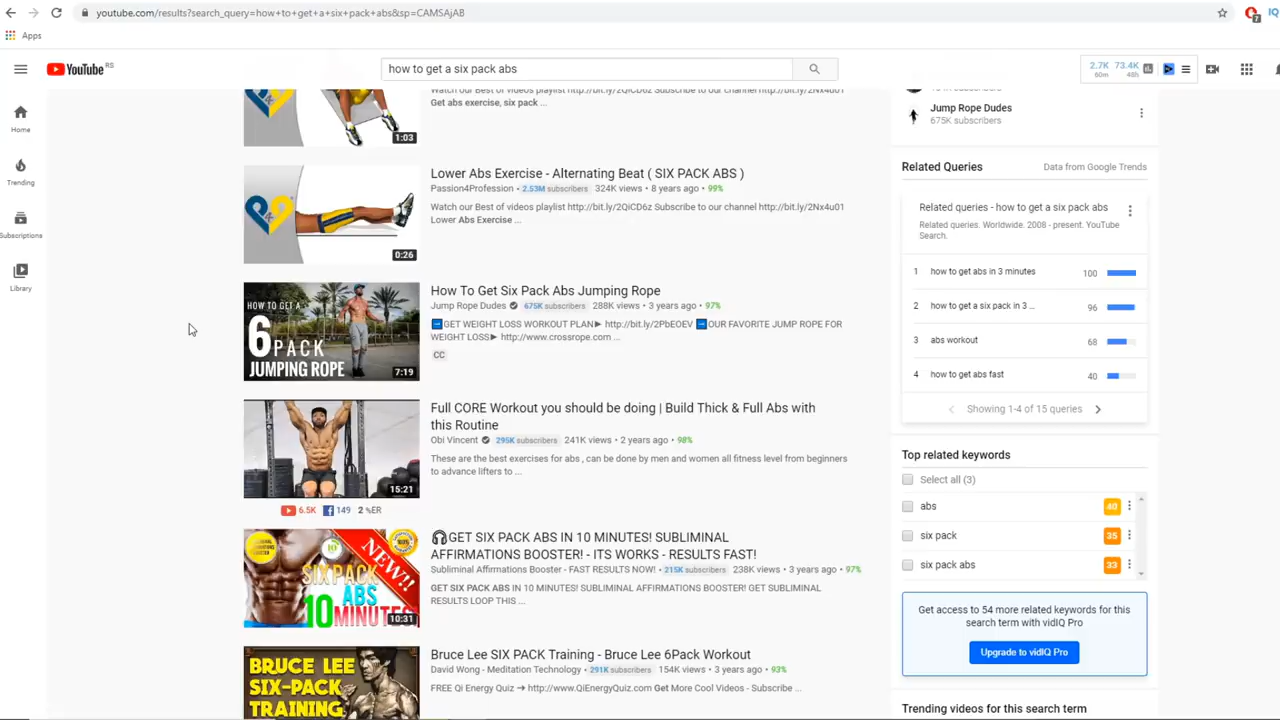 youtube.com/results?search_query=how+to+get+a+six+pack+abs&sp=CAMSAjAB
7
IQ
Apps
YouTube RS
how to get a six pack abs
2.7K 73.4K
60m 48h
Home
Trending
Subscriptions
Library
Get abs exercise, six pack ...
1:03
Lower Abs Exercise - Alternating Beat ( SIX PACK ABS )
Passion4Profession • 2.53M subscribers • 324K views • 8 years ago • 99%
Watch our Best of videos playlist http://bit.ly/2QiCD6z Subscribe to our channel http://bit.ly/2Nx4u01
Lower Abs Exercise ...
0:26
How To Get Six Pack Abs Jumping Rope
Jump Rope Dudes 675K subscribers • 288K views • 3 years ago • 97%
GET WEIGHT LOSS WORKOUT PLAN► http://bit.ly/2PbEOEV OUR FAVORITE JUMP ROPE FOR
WEIGHT LOSS► http://www.crossrope.com ...
CC
HOW TO GET A
6 PACK
JUMPING ROPE
7:19
Full CORE Workout you should be doing | Build Thick & Full Abs with
this Routine
Obi Vincent 295K subscribers • 241K views • 2 years ago • 98%
These are the best exercises for abs , can be done by men and women all fitness level from beginners
to advance lifters to ...
15:21
6.5K 149 2 %ER
GET SIX PACK ABS IN 10 MINUTES! SUBLIMINAL
AFFIRMATIONS BOOSTER! - ITS WORKS - RESULTS FAST!
Subliminal Affirmations Booster - FAST RESULTS NOW! • 215K subscribers • 238K views • 3 years ago • 97%
GET SIX PACK ABS IN 10 MINUTES! SUBLIMINAL AFFIRMATIONS BOOSTER! GET SUBLIMINAL
RESULTS LOOP THIS ...
NEW!!
SIX PACK
ABS
10 MINUTES
10:31
Bruce Lee SIX PACK Training - Bruce Lee 6Pack Workout
David Wong - Meditation Technology • 291K subscribers • 154K views • 3 years ago • 93%
FREE Qi Energy Quiz ➔ http://www.QiEnergyQuiz.com Get More Cool Videos - Subscribe ...
BRUCE LEE
SIX-PACK
TRAINING
Jump Rope Dudes
675K subscribers
Related Queries Data from Google Trends
Related queries - how to get a six pack abs
Related queries. Worldwide. 2008 - present. YouTube
Search.
1 how to get abs in 3 minutes 100
2 how to get a six pack in 3 ... 96
3 abs workout 68
4 how to get abs fast 40
Showing 1-4 of 15 queries
Top related keywords
Select all (3)
abs 40
six pack 35
six pack abs 33
Get access to 54 more related keywords for this
search term with vidIQ Pro
Upgrade to vidIQ Pro
Trending videos for this search term